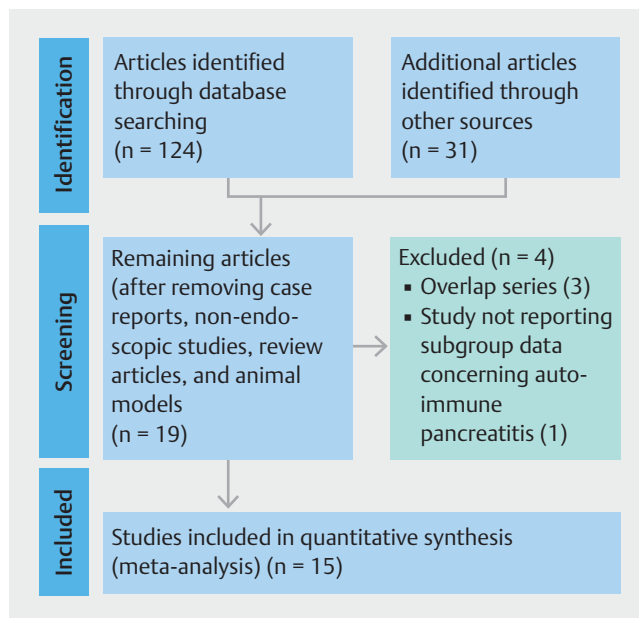 Identification
Articles identified
through database
searching
(n = 124)
Additional articles
identified through
other sources
(n = 31)
Screening
Remaining articles
(after removing case
reports, non-endo-
scopic studies, review
articles, and animal
models
(n = 19)
Excluded (n = 4)
▪ Overlap series (3)
▪ Study not reporting
subgroup data
concerning auto-
immune
pancreatitis (1)
Included
Studies included in quantitative synthesis
(meta-analysis) (n = 15)